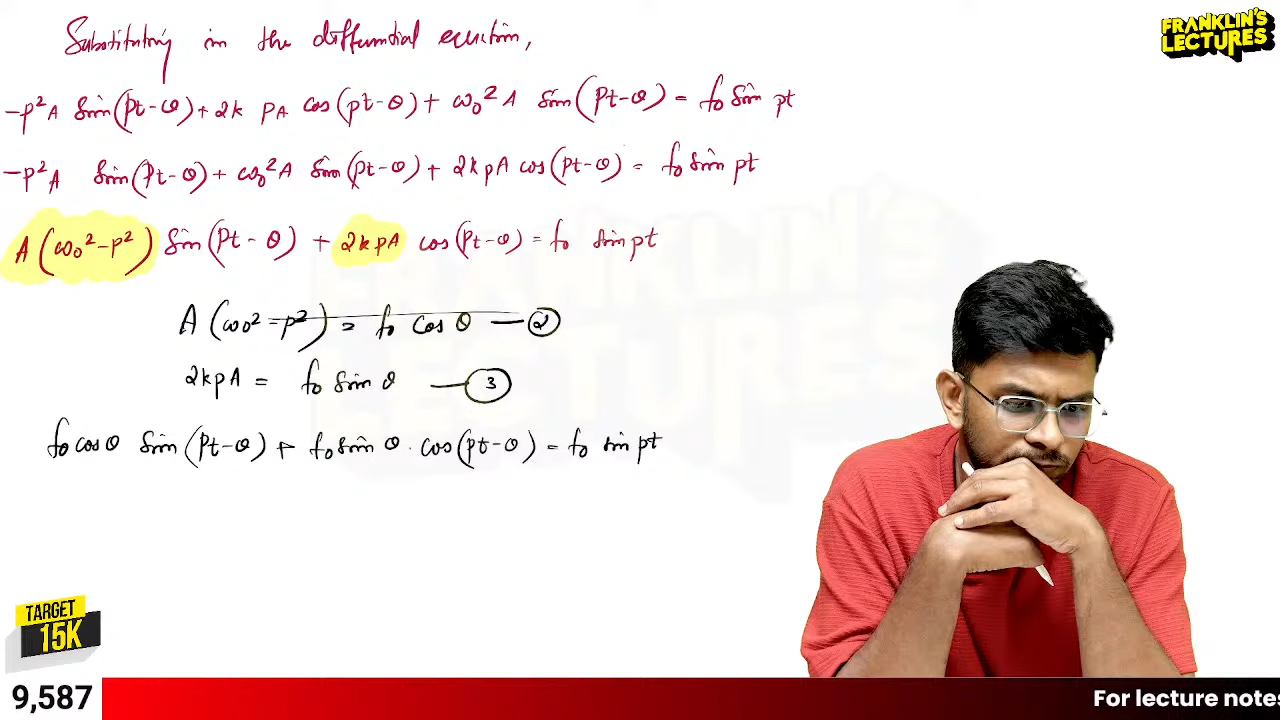 FRANKLIN'S
LECTURES
Substituting in the differential equation,
-p²A Sin(Pt-θ)+2k PA cos(pt-θ)+ω₀²A sin(Pt-θ)=f₀ Sin pt
-p²A Sin(Pt-θ)+ω₀²A Sin(pt-θ)+2kpA cos(pt-θ)=f₀ sin pt
A(ω₀²-p²) Sin(Pt-θ)+2kpA cos(pt-θ)=f₀ sin pt
A(ω₀²-p²)=f₀ cos θ — ②
2kpA = f₀ sin θ — ③
f₀ cos θ Sin(Pt-θ)+f₀ sin θ . cos(pt-θ)=f₀ sin pt
TARGET
15K
9,587
For lecture notes